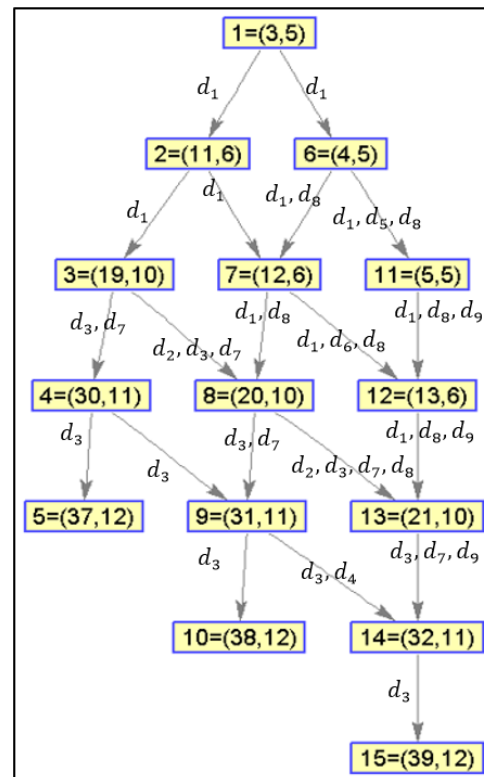 1=(3,5)
d₁ d₁
2=(11,6) 6=(4,5)
d₁ d₁ d₁, d₈ d₁, d₅, d₈
3=(19,10) 7=(12,6) 11=(5,5)
d₃, d₇ d₂, d₃, d₇ d₁, d₈ d₁, d₆, d₈ d₁, d₈, d₉
4=(30,11) 8=(20,10) 12=(13,6)
d₃ d₃ d₃, d₇ d₂, d₃, d₇, d₈ d₁, d₈, d₉
5=(37,12) 9=(31,11) 13=(21,10)
d₃ d₃, d₄ d₃, d₇, d₉
10=(38,12) 14=(32,11)
d₃
15=(39,12)